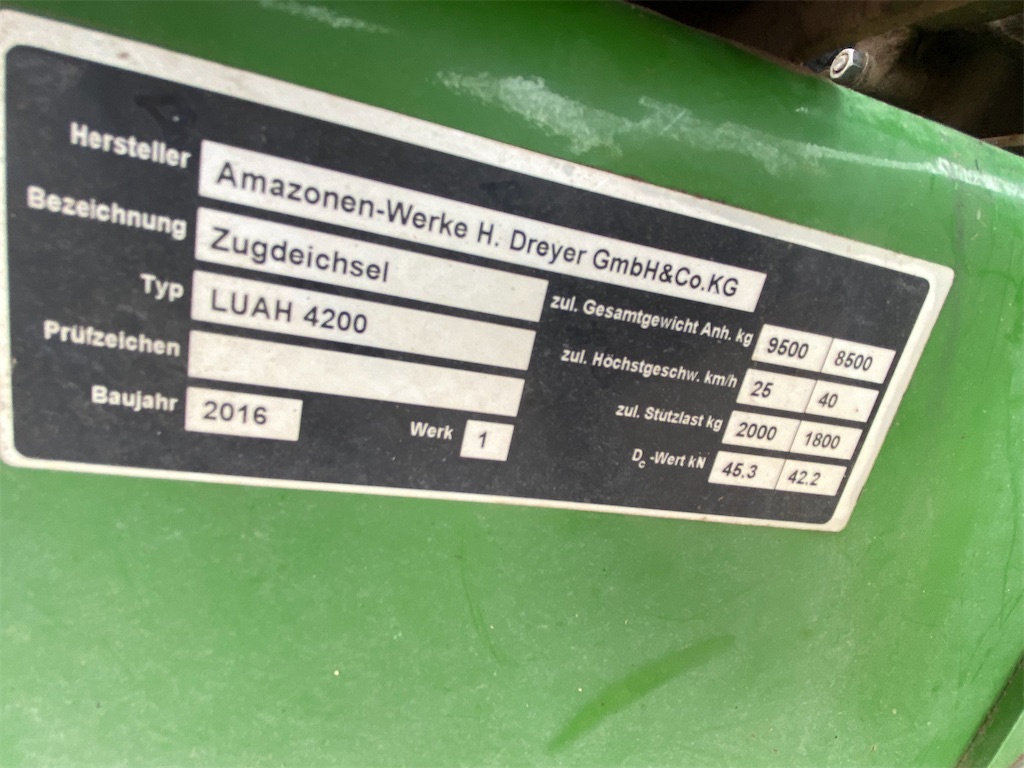 Hersteller Amazonen-Werke H. Dreyer GmbH&Co.KG
Bezeichnung Zugdeichsel
Typ LUAH 4200
Prüfzeichen
Baujahr 2016 Werk 1
zul. Gesamtgewicht Anh. kg 9500 8500
zul. Höchstgeschw. km/h 25 40
zul. Stützlast kg 2000 1800
Dc-Wert kN 45.3 42.2